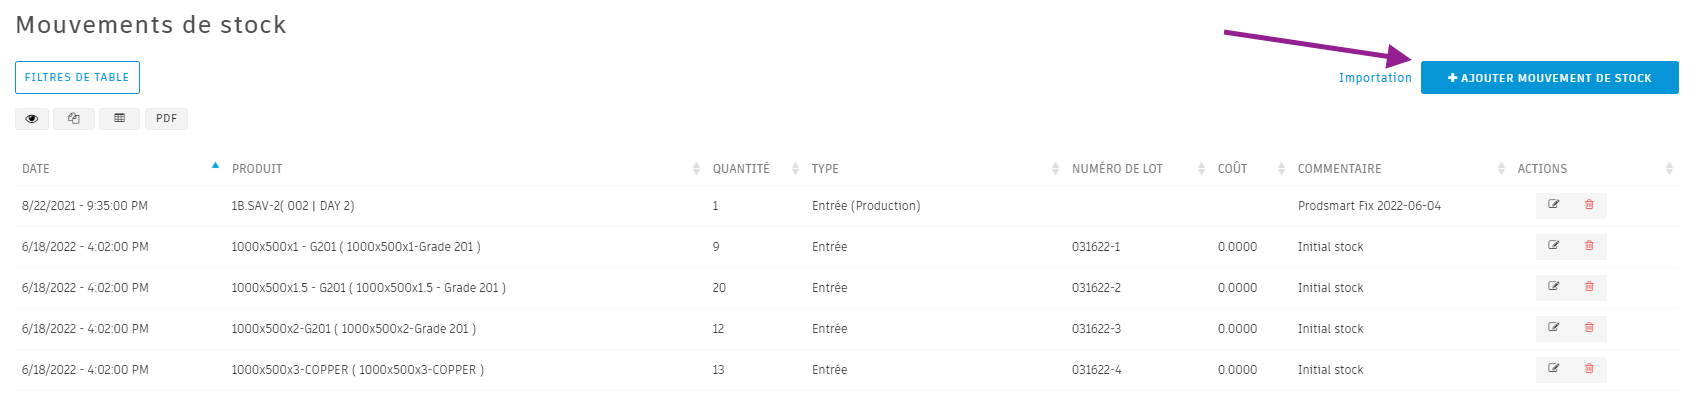 Mouvements de stock
FILTRES DE TABLE
Importation
AJOUTER MOUVEMENT DE STOCK
PDF
DATE PRODUIT QUANTITÉ TYPE NUMÉRO DE LOT COÛT COMMENTAIRE ACTIONS
8/22/2021 - 9:35:00 PM 1B.SAV-2( 002 | DAY 2) 1 Entrée (Production) Prodsmart Fix 2022-06-04
6/18/2022 - 4:02:00 PM 1000x500x1 - G201 ( 1000x500x1-Grade 201 ) 9 Entrée 031622-1 0.0000 Initial stock
6/18/2022 - 4:02:00 PM 1000x500x1.5 - G201 ( 1000x500x1.5 - Grade 201 ) 20 Entrée 031622-2 0.0000 Initial stock
6/18/2022 - 4:02:00 PM 1000x500x2-G201 ( 1000x500x2-Grade 201 ) 12 Entrée 031622-3 0.0000 Initial stock
6/18/2022 - 4:02:00 PM 1000x500x3-COPPER ( 1000x500x3-COPPER ) 13 Entrée 031622-4 0.0000 Initial stock